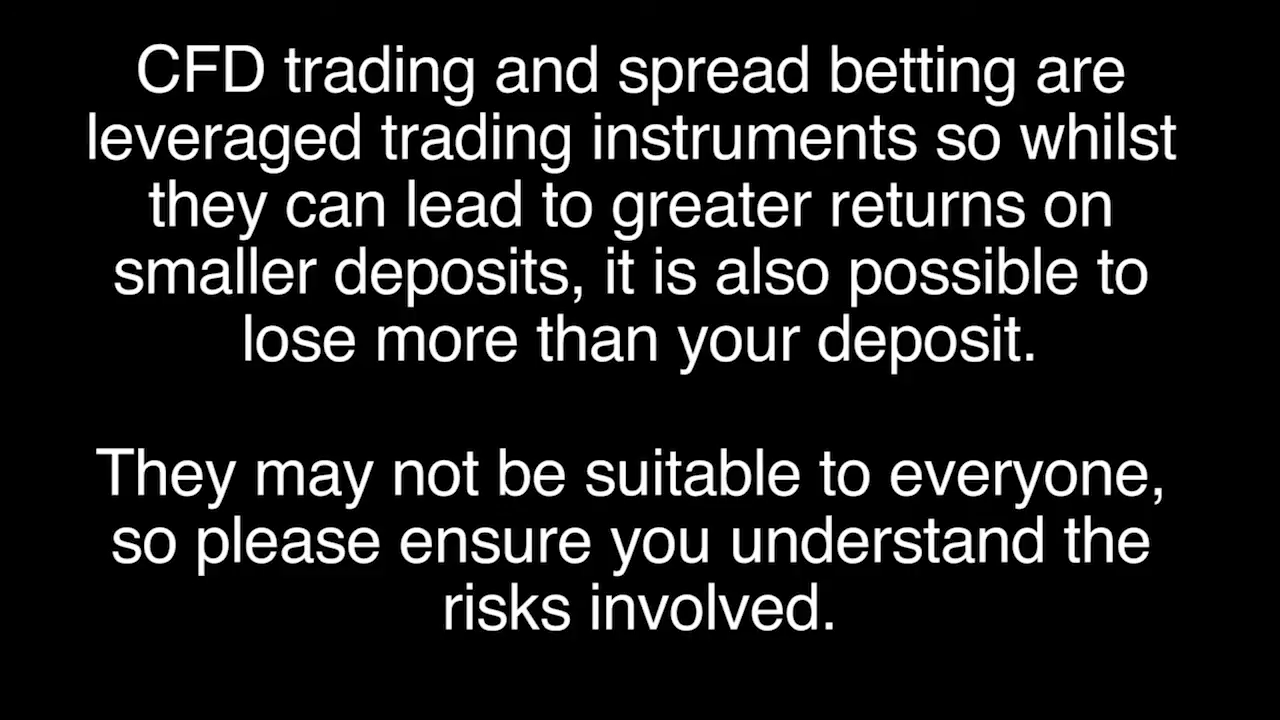 CFD trading and spread betting are
leveraged trading instruments so whilst
they can lead to greater returns on
smaller deposits, it is also possible to
lose more than your deposit.
They may not be suitable to everyone,
so please ensure you understand the
risks involved.